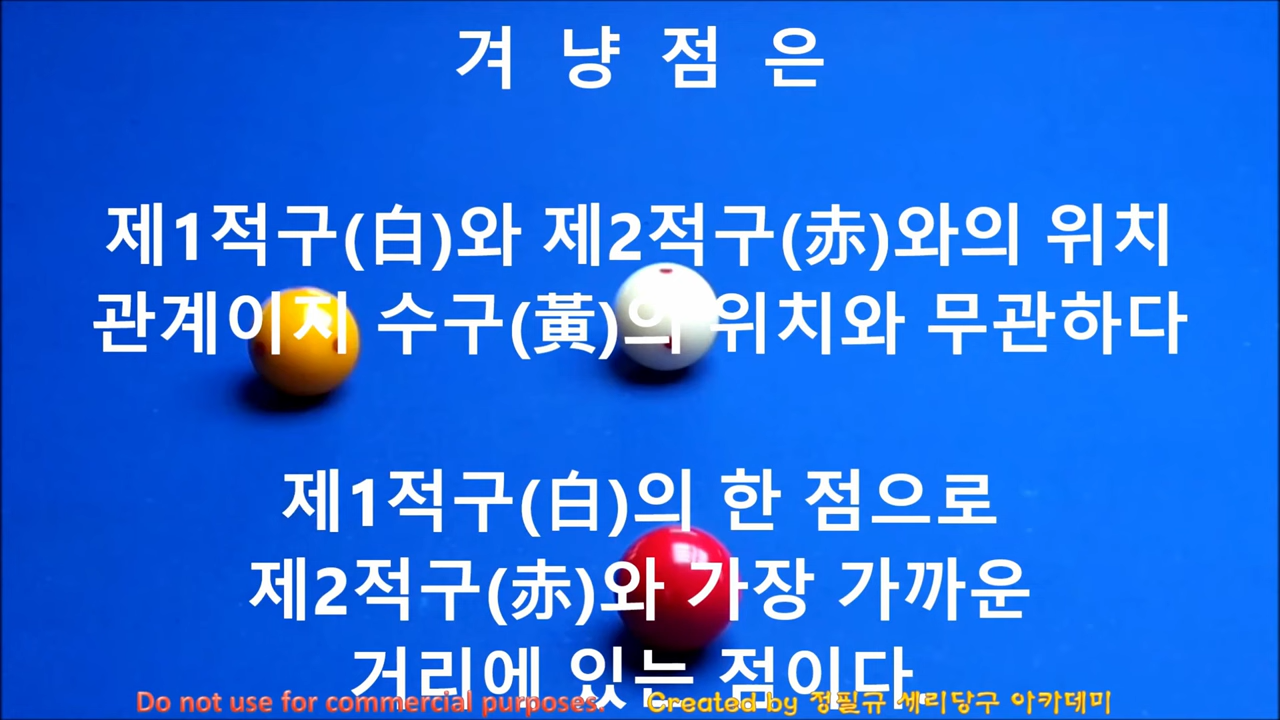 겨 냥 점 은
제1적구(白)와 제2적구(赤)와의 위치
관계이지 수구(黃)의 위치와 무관하다
제1적구(白)의 한 점으로
제2적구(赤)와 가장 가까운
거리에 있는 점이다.
Do not use for commercial purposes. Created by 정필규 세리당구 아카데미